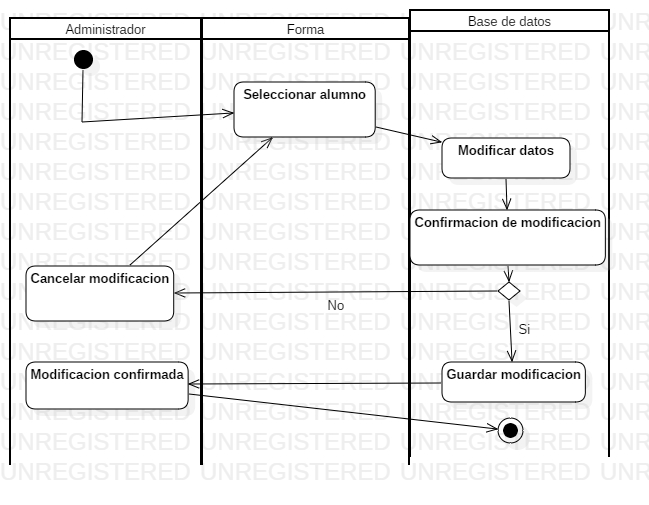 Administrador
Forma
Base de datos
Seleccionar alumno
Modificar datos
Confirmacion de modificacion
Cancelar modificacion
No
Si
Modificacion confirmada
Guardar modificacion
UNREGISTERED